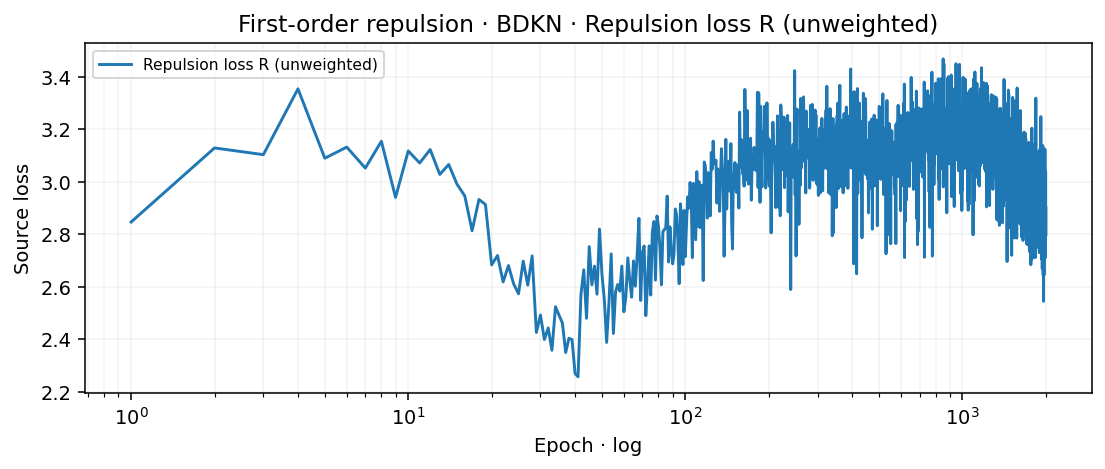 First-order repulsion · BDKN · Repulsion loss R (unweighted)
Repulsion loss R (unweighted)
Source loss
3.4
3.2
3.0
2.8
2.6
2.4
2.2
10⁰
10¹
10²
10³
Epoch · log